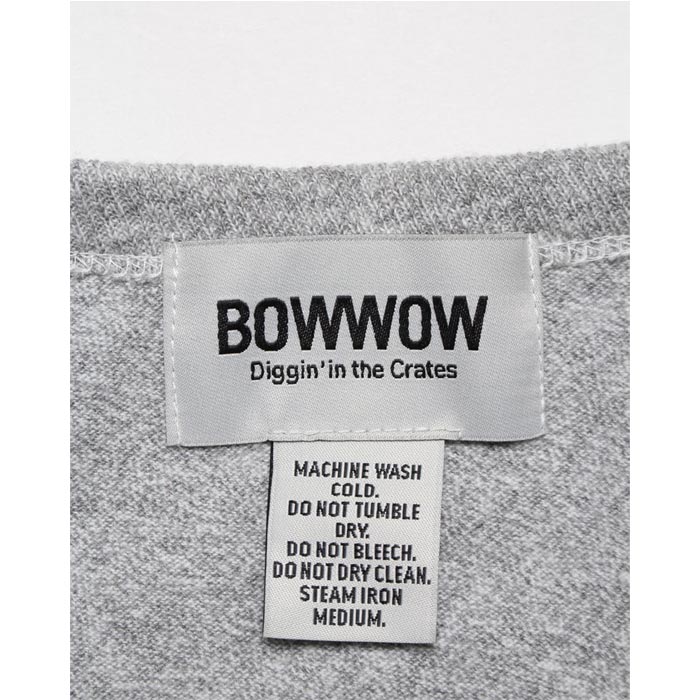 BOWWOW
Diggin' in the Crates
MACHINE WASH
COLD.
DO NOT TUMBLE
DRY.
DO NOT BLEECH.
DO NOT DRY CLEAN.
STEAM IRON
MEDIUM.